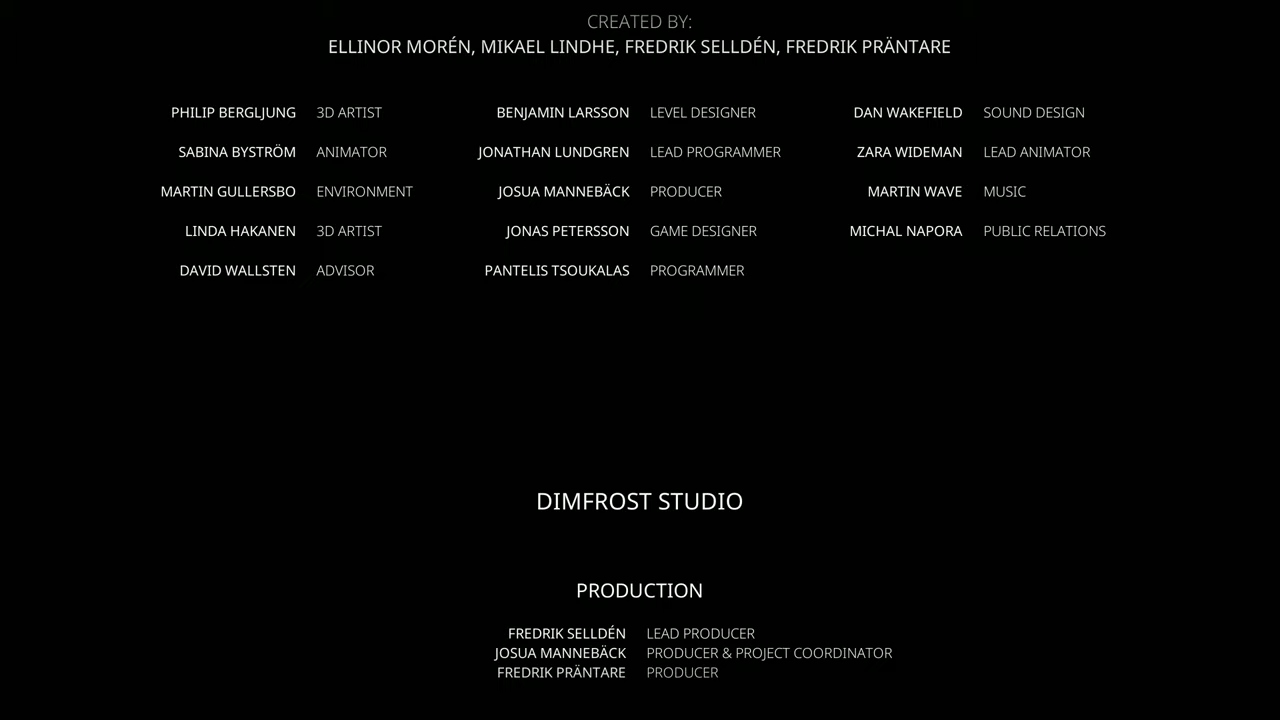 CREATED BY:
ELLINOR MORÉN, MIKAEL LINDHE, FREDRIK SELLDÉN, FREDRIK PRÄNTARE
PHILIP BERGLJUNG 3D ARTIST BENJAMIN LARSSON LEVEL DESIGNER DAN WAKEFIELD SOUND DESIGN
SABINA BYSTRÖM ANIMATOR JONATHAN LUNDGREN LEAD PROGRAMMER ZARA WIDEMAN LEAD ANIMATOR
MARTIN GULLERSBO ENVIRONMENT JOSUA MANNEBÄCK PRODUCER MARTIN WAVE MUSIC
LINDA HAKANEN 3D ARTIST JONAS PETERSSON GAME DESIGNER MICHAL NAPORA PUBLIC RELATIONS
DAVID WALLSTEN ADVISOR PANTELIS TSOUKALAS PROGRAMMER
DIMFROST STUDIO
PRODUCTION
FREDRIK SELLDÉN LEAD PRODUCER
JOSUA MANNEBÄCK PRODUCER & PROJECT COORDINATOR
FREDRIK PRÄNTARE PRODUCER